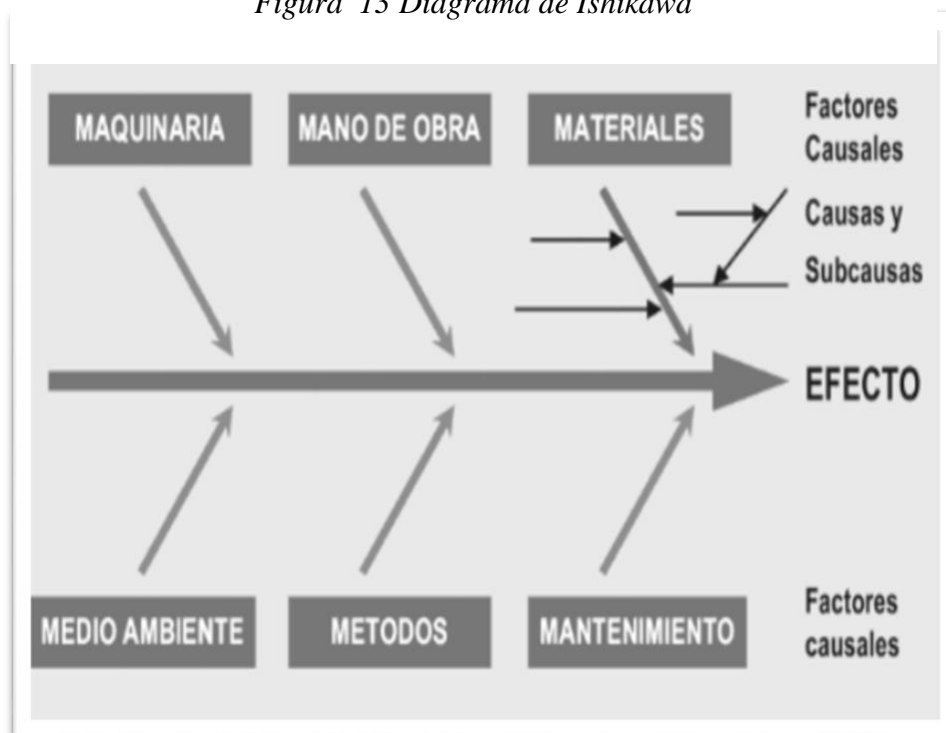 Figura 13 Diagrama de Ishikawa
MAQUINARIA
MANO DE OBRA
MATERIALES
Factores
Causales
Causas y
Subcausas
EFECTO
MEDIO AMBIENTE
METODOS
MANTENIMIENTO
Factores
causales